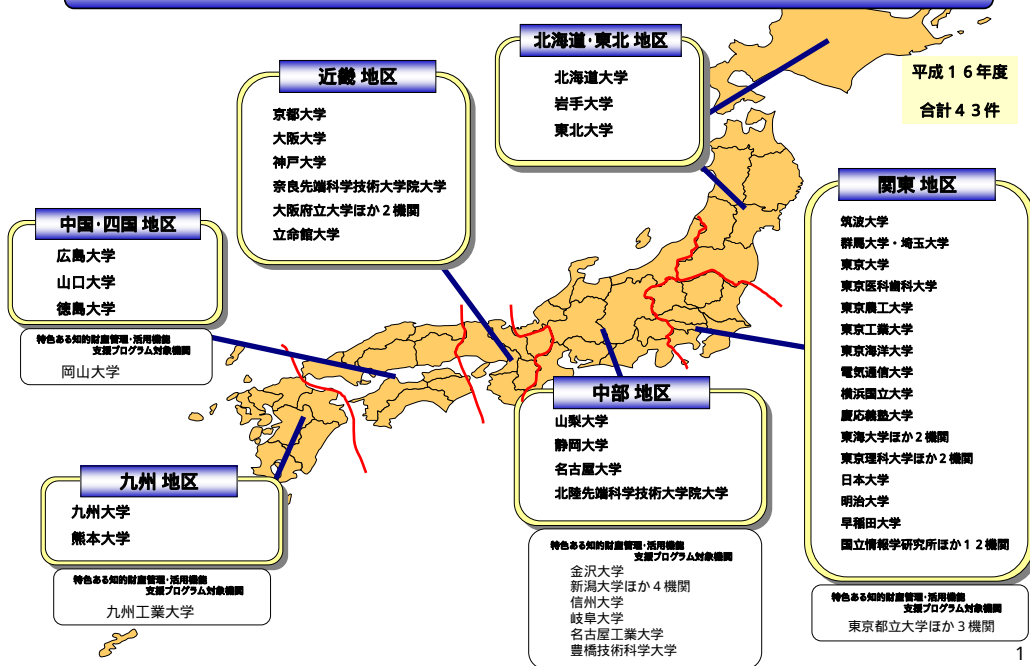 北海道･東北 地区
北海道大学
岩手大学
東北大学
平成１６年度
合計４３件
近畿 地区
京都大学
大阪大学
神戸大学
奈良先端科学技術大学院大学
大阪府立大学ほか２機関
立命館大学
中国･四国 地区
広島大学
山口大学
徳島大学
特色ある知的財産管理･活用機能
支援プログラム対象機関
岡山大学
関東 地区
筑波大学
群馬大学・埼玉大学
東京大学
東京医科歯科大学
東京農工大学
東京工業大学
東京海洋大学
電気通信大学
横浜国立大学
慶応義塾大学
東海大学ほか２機関
東京理科大学ほか２機関
日本大学
明治大学
早稲田大学
国立情報学研究所ほか１２機関
特色ある知的財産管理･活用機能
支援プログラム対象機関
東京都立大学ほか３機関
中部 地区
山梨大学
静岡大学
名古屋大学
北陸先端科学技術大学院大学
特色ある知的財産管理･活用機能
支援プログラム対象機関
金沢大学
新潟大学ほか４機関
信州大学
岐阜大学
名古屋工業大学
豊橋技術科学大学
九州 地区
九州大学
熊本大学
特色ある知的財産管理･活用機能
支援プログラム対象機関
九州工業大学
1